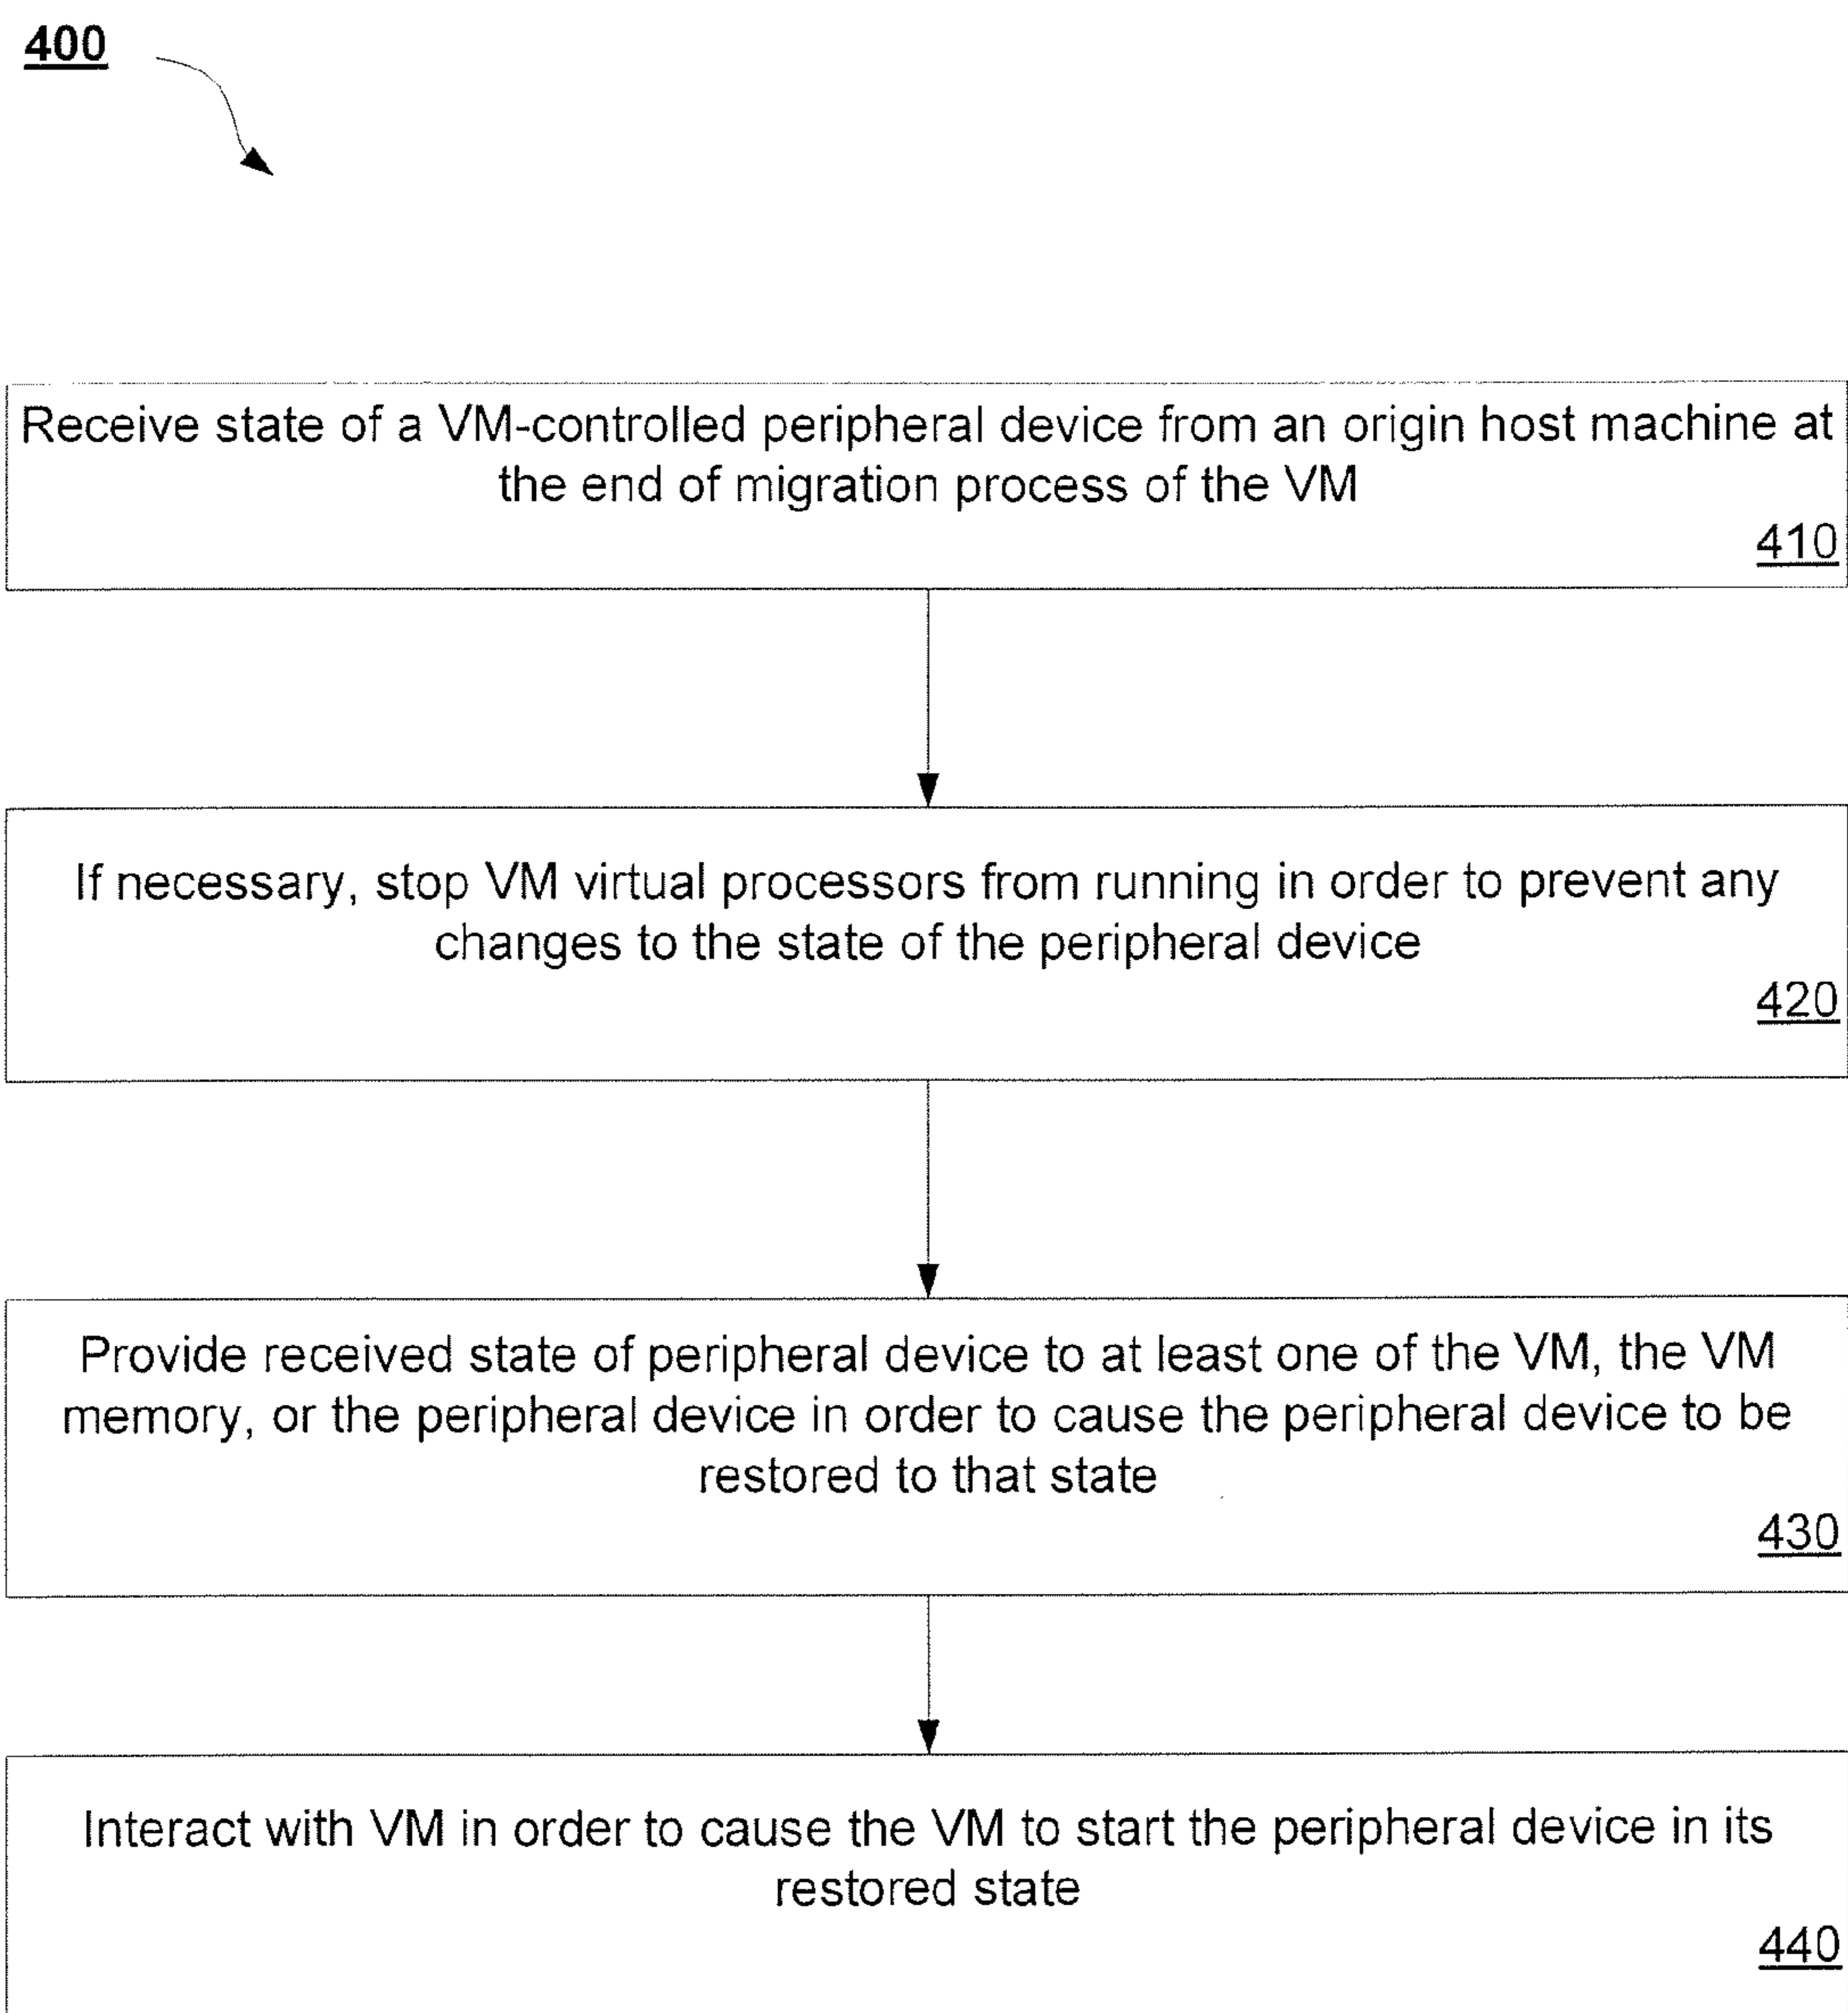 400
Receive state of a VM-controlled peripheral device from an origin host machine at
the end of migration process of the VM
410
If necessary, stop VM virtual processors from running in order to prevent any
changes to the state of the peripheral device
420
Provide received state of peripheral device to at least one of the VM, the VM
memory, or the peripheral device in order to cause the peripheral device to be
restored to that state
430
Interact with VM in order to cause the VM to start the peripheral device in its
restored state
440